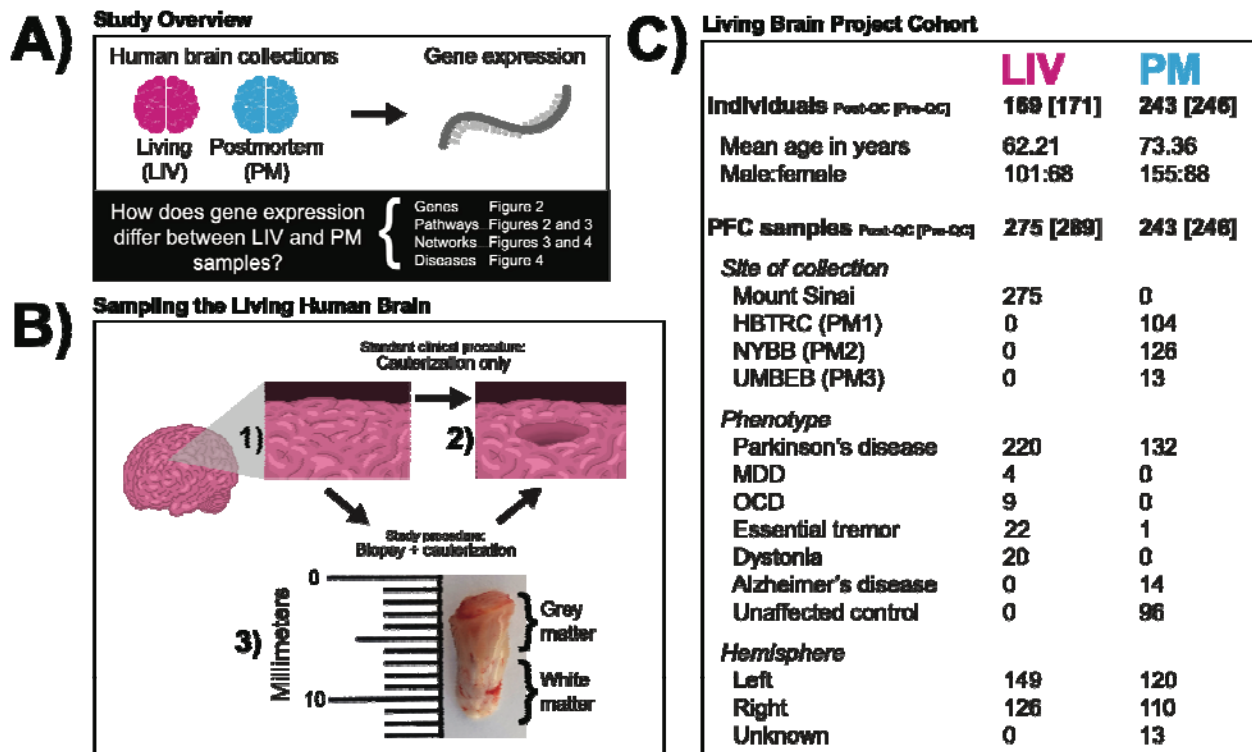 A)
Study Overview
Human brain collections
Gene expression
Living
(LIV)
Postmortem
(PM)
How does gene expression
differ between LIV and PM
samples?
Genes Figure 2
Pathways Figures 2 and 3
Networks Figures 3 and 4
Diseases Figure 4
B)
Sampling the Living Human Brain
Standard clinical procedure:
Cauterization only
1)
2)
Study procedure:
Biopsy + cauterization
3)
Millimeters
0
10
Grey
matter
White
matter
C)
Living Brain Project Cohort
LIV PM
Individuals Post-QC [Pre-QC] 169 [171] 243 [246]
Mean age in years 62.21 73.36
Male:female 101:68 155:88
PFC samples Post-QC [Pre-QC] 275 [289] 243 [246]
Site of collection
Mount Sinai 275 0
HBTRC (PM1) 0 104
NYBB (PM2) 0 126
UMBEB (PM3) 0 13
Phenotype
Parkinson's disease 220 132
MDD 4 0
OCD 9 0
Essential tremor 22 1
Dystonia 20 0
Alzheimer's disease 0 14
Unaffected control 0 96
Hemisphere
Left 149 120
Right 126 110
Unknown 0 13